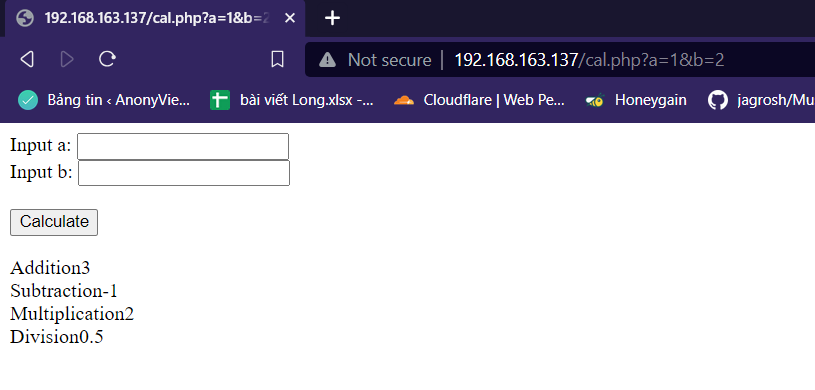 192.168.163.137/cal.php?a=1&b=2
Not secure 192.168.163.137/cal.php?a=1&b=2
Bảng tin ‹ AnonyVie... bài viết Long.xlsx -... Cloudflare | Web Pe... Honeygain jagrosh/Mu
Input a:
Input b:
Calculate
Addition3
Subtraction-1
Multiplication2
Division0.5